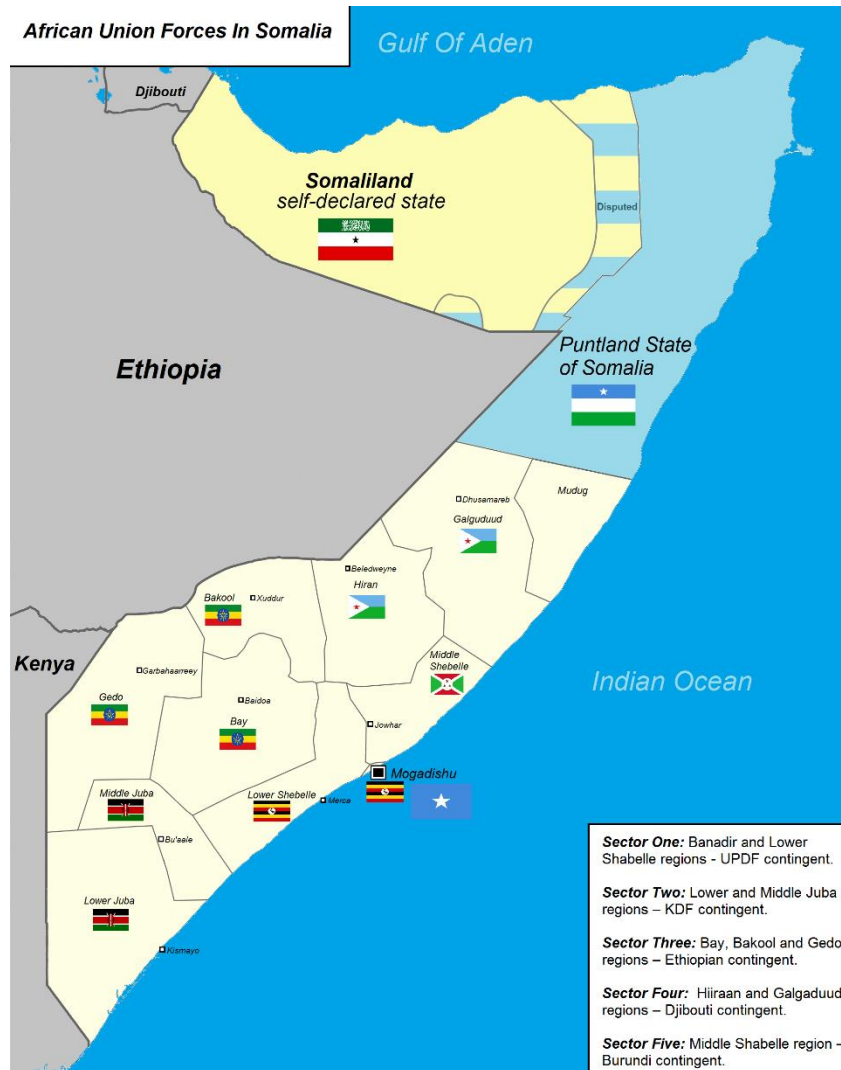 African Union Forces In Somalia
Gulf Of Aden
Djibouti
Somaliland
self-declared state
Disputed
Ethiopia
Puntland State
of Somalia
Mudug
Dhusamareb
Galguduud
Beledweyne
Hiran
Bakool
Xuddur
Kenya
Garbahaarreey
Middle
Shebelle
Indian Ocean
Gedo
Baidoa
Bay
Jowhar
Mogadishu
Middle Juba
Lower Shebelle
Merca
Bu'aale
Lower Juba
Kismayo
Sector One: Banadir and Lower
Shabelle regions - UPDF contingent.
Sector Two: Lower and Middle Juba
regions – KDF contingent.
Sector Three: Bay, Bakool and Gedo
regions – Ethiopian contingent.
Sector Four: Hiiraan and Galgaduud
regions – Djibouti contingent.
Sector Five: Middle Shabelle region –
Burundi contingent.